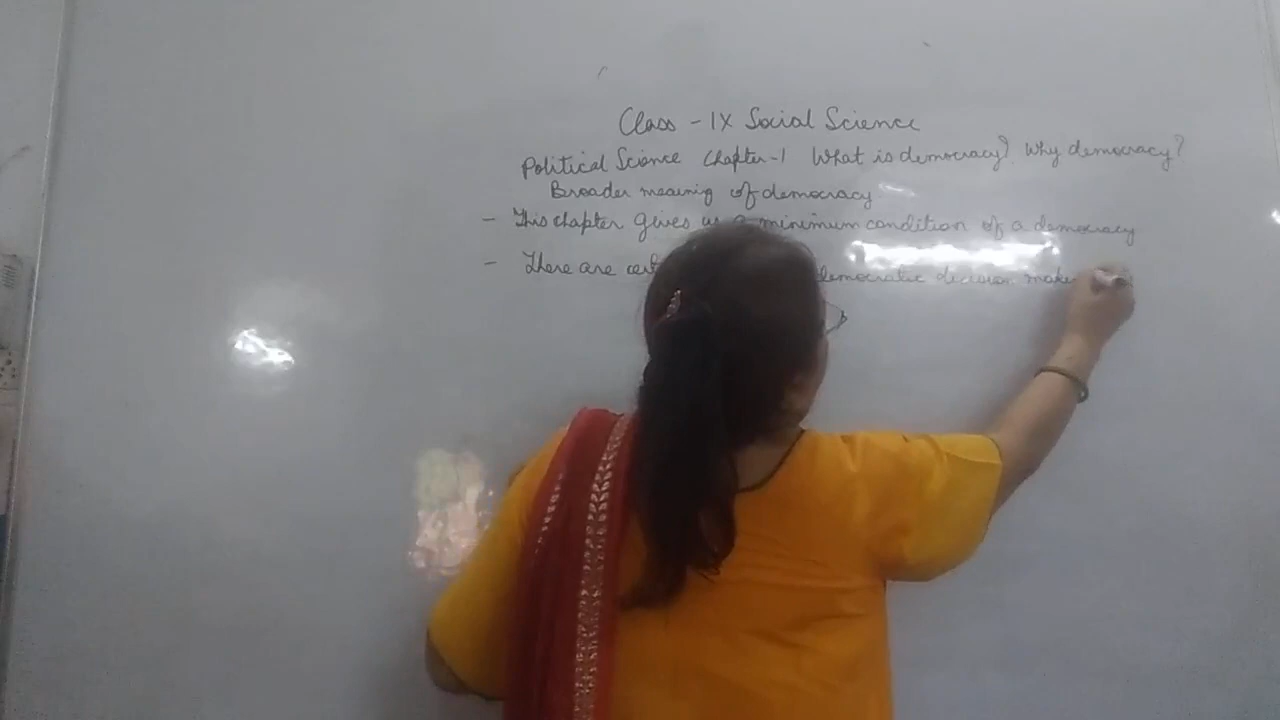 Class - IX Social Science
Political Science Chapter-1 What is democracy? Why democracy?
Broader meaning of democracy
- This chapter gives us a minimum condition of a democracy
- There are democratic decision